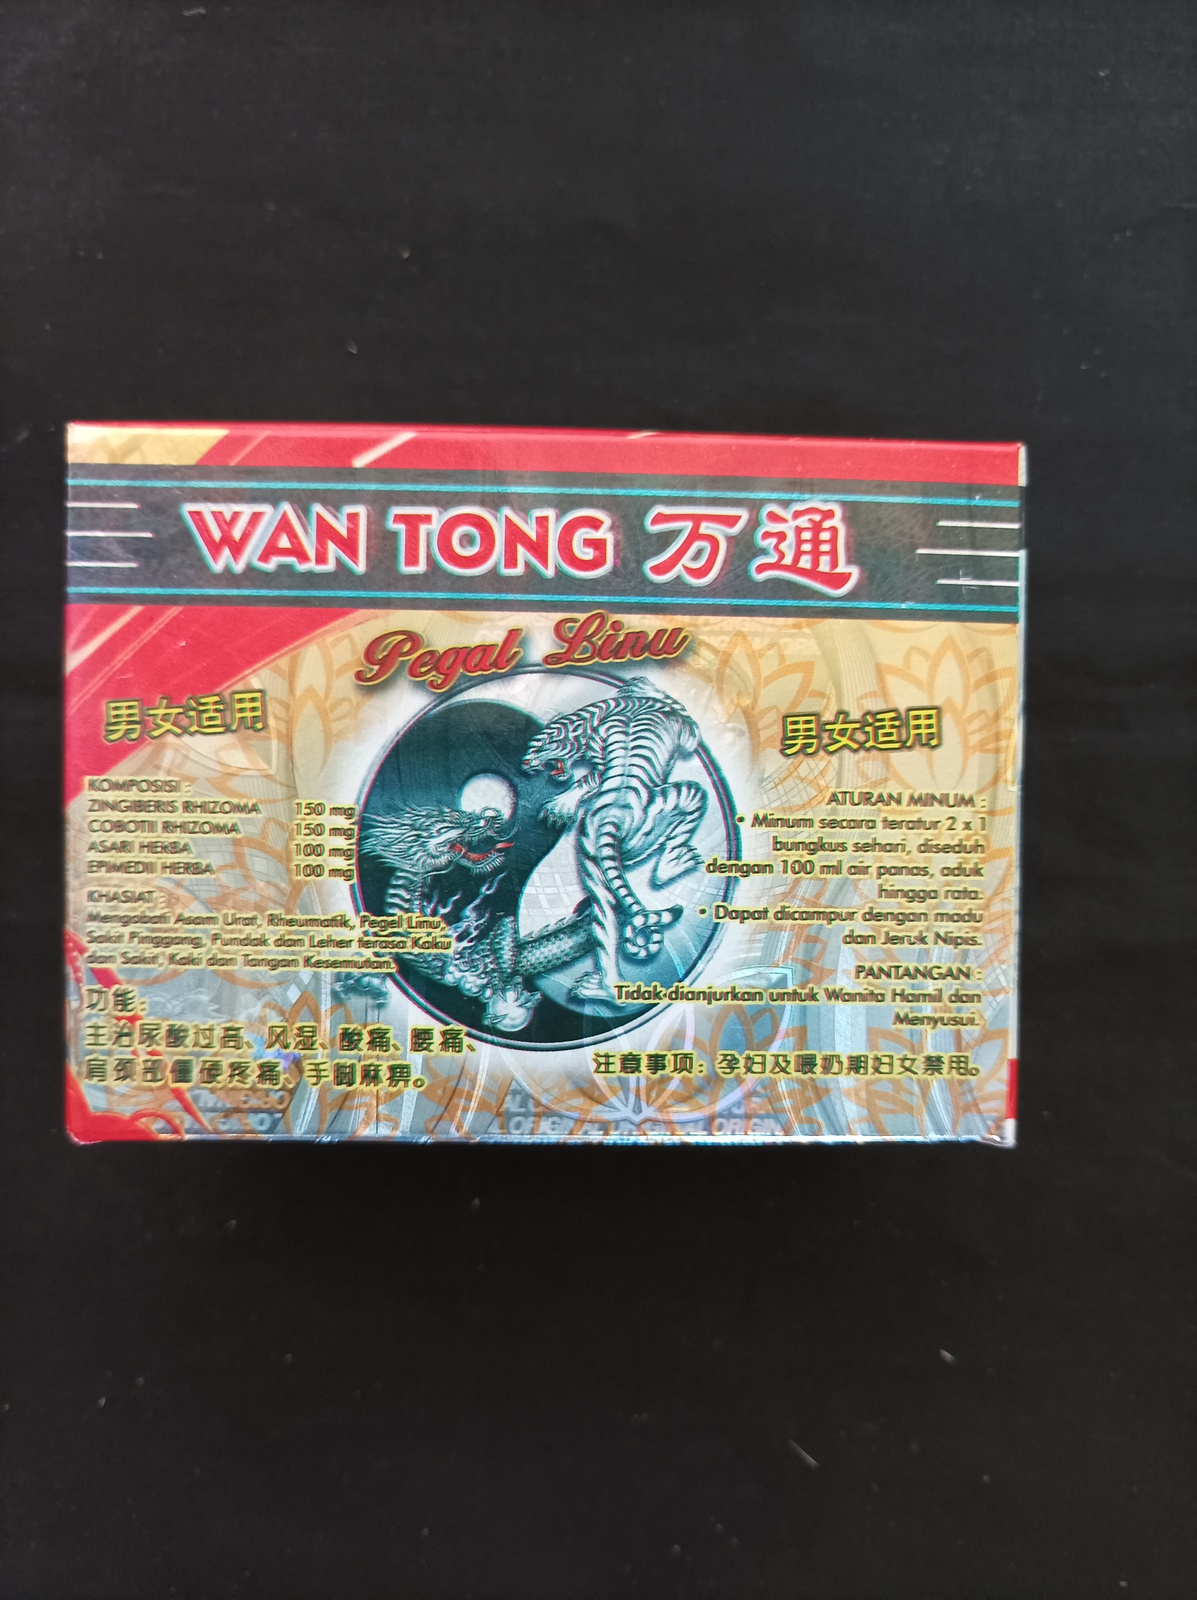 WAN TONG 万通
Pegal Linu
男女适用
KOMPOSISI :
ZINGIBERIS RHIZOMA 150 mg
COBOTII RHIZOMA 150 mg
ASARI HERBA 100 mg
EPIMEDII HERBA 100 mg
KHASIAT :
Mengobati Asam Urat, Rheumatik, Pegel Linu,
Sakit Pinggang, Pundak dan Leher terasa Kaku
dan Sakit, Kaki dan Tangan Kesemutan.
功能:
主治尿酸过高、风湿、酸痛、腰痛、
肩颈部僵硬疼痛、手脚麻痹。
男女适用
ATURAN MINUM :
• Minum secara teratur 2 x 1
bungkus sehari, diseduh
dengan 100 ml air panas, aduk
hingga rata.
• Dapat dicampur dengan madu
dan Jeruk Nipis.
PANTANGAN :
Tidak dianjurkan untuk Wanita Hamil dan
Menyusui.
注意事项: 孕妇及喂奶期妇女禁用。
ORIGINAL